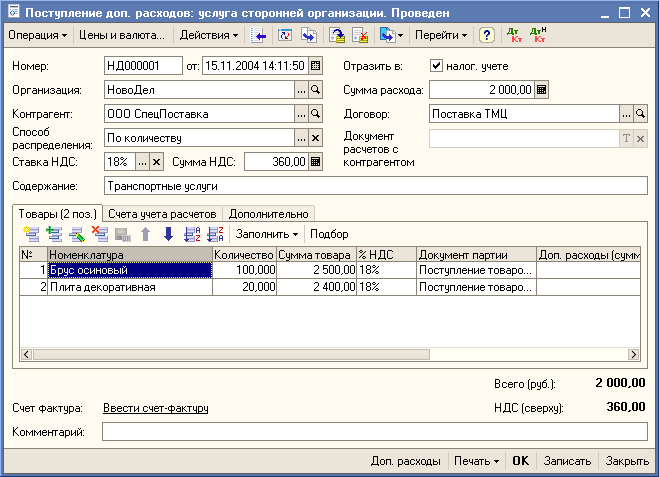 Поступление доп. расходов: услуга сторонней организации. Проведен
Операция Цены и валюта... Действия Перейти ? Дт Кт Дт Кт Н
Номер: НД000001 от: 15.11.2004 14:11:50 Отразить в: налог. учете
Организация: НовоДел ... Сумма расхода: 2 000,00
Контрагент: ООО СпецПоставка ... Договор: Поставка ТМЦ ...
Способ распределения: По количеству ... Документ расчетов с контрагентом T
Ставка НДС: 18% ... Сумма НДС: 360,00
Содержание: Транспортные услуги
Товары (2 поз.) Счета учета расчетов Дополнительно
Заполнить Подбор
№ Номенклатура Количество Сумма товара % НДС Документ партии Доп. расходы (сумм
1 Брус осиновый 100,000 2 500,00 18% Поступление товаро...
2 Плита декоративная 20,000 2 400,00 18% Поступление товаро...
Всего (руб.): 2 000,00
Счет фактура: Ввести счет-фактуру НДС (сверху): 360,00
Комментарий:
Доп. расходы Печать OK Записать Закрыть